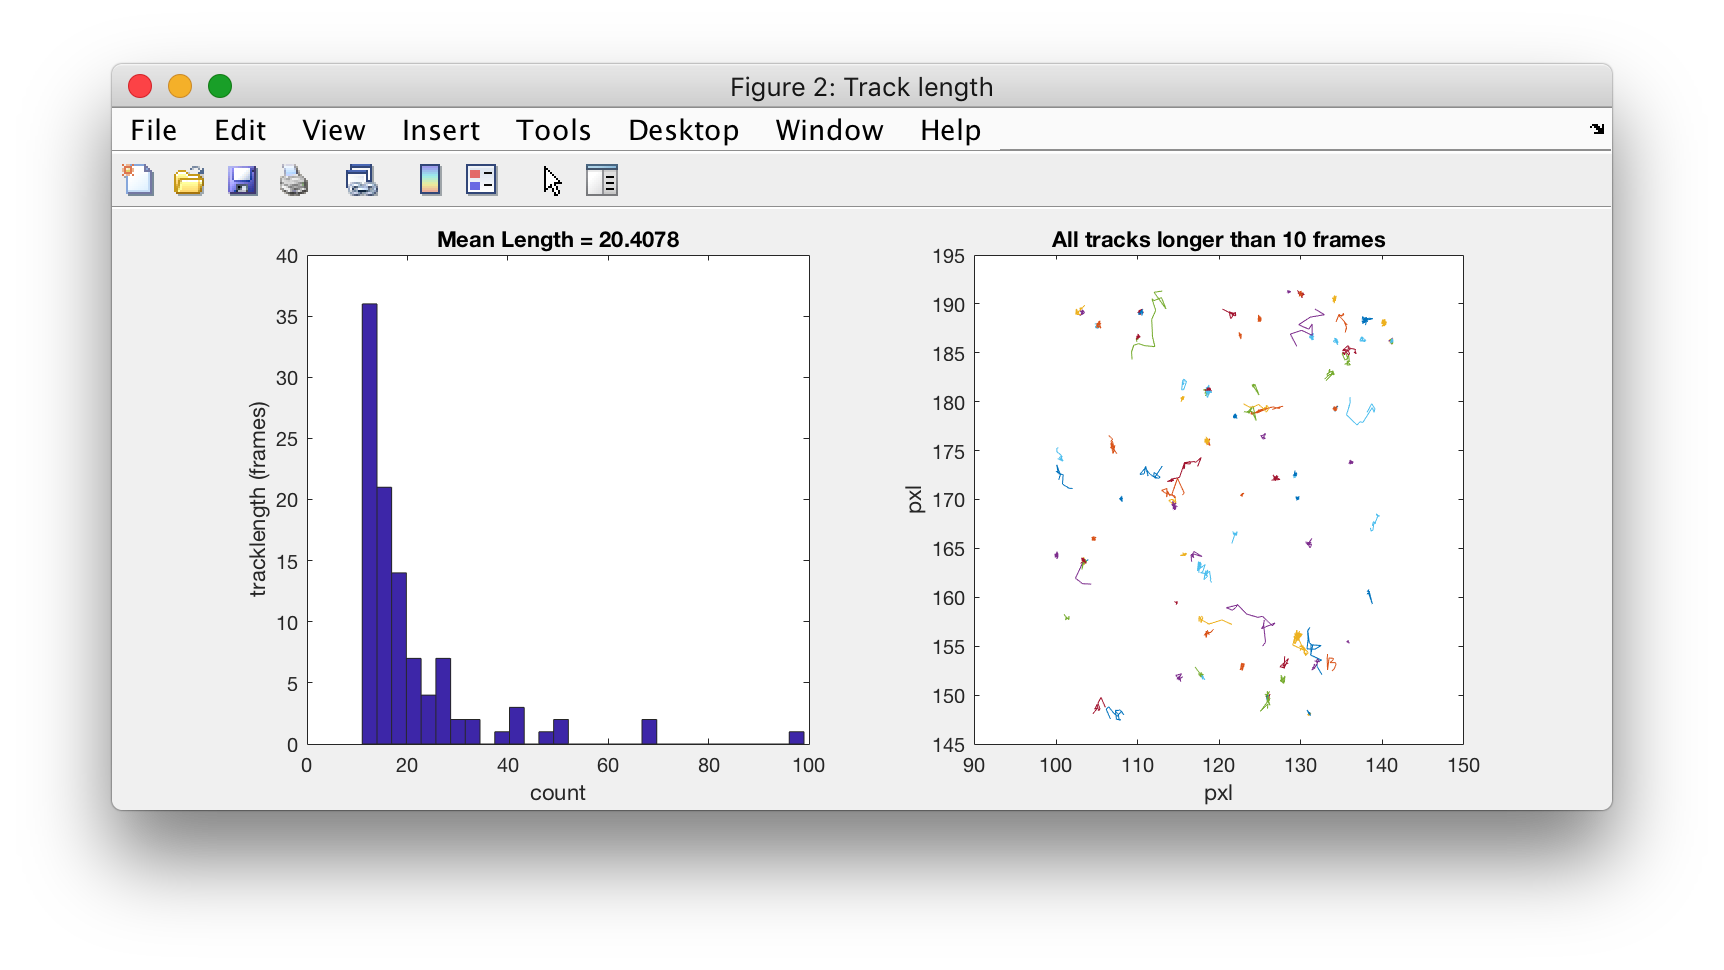 Figure 2: Track length
File Edit View Insert Tools Desktop Window Help
Mean Length = 20.4078
40
35
30
25
20
15
10
5
0
tracklength (frames)
0 20 40 60 80 100
count
All tracks longer than 10 frames
195
190
185
180
175
170
165
160
155
150
145
pxl
90 100 110 120 130 140 150
pxl